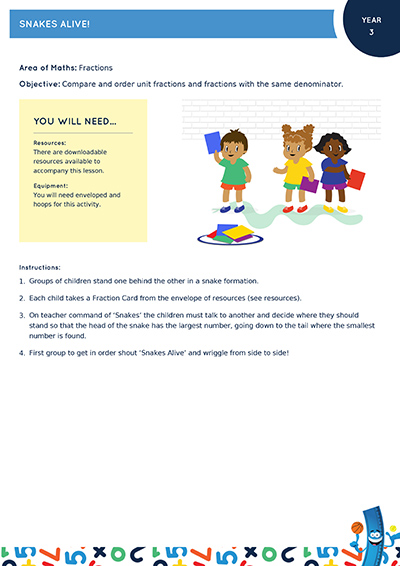 SNAKES ALIVE!
YEAR
3
Area of Maths: Fractions
Objective: Compare and order unit fractions and fractions with the same denominator.
YOU WILL NEED...
Resources:
There are downloadable
resources available to
accompany this lesson.
Equipment:
You will need enveloped and
hoops for this activity.
Instructions:
1. Groups of children stand one behind the other in a snake formation.
2. Each child takes a Fraction Card from the envelope of resources (see resources).
3. On teacher command of 'Snakes' the children must talk to another and decide where they should
stand so that the head of the snake has the largest number, going down to the tail where the smallest
number is found.
4. First group to get in order shout 'Snakes Alive' and wriggle from side to side!